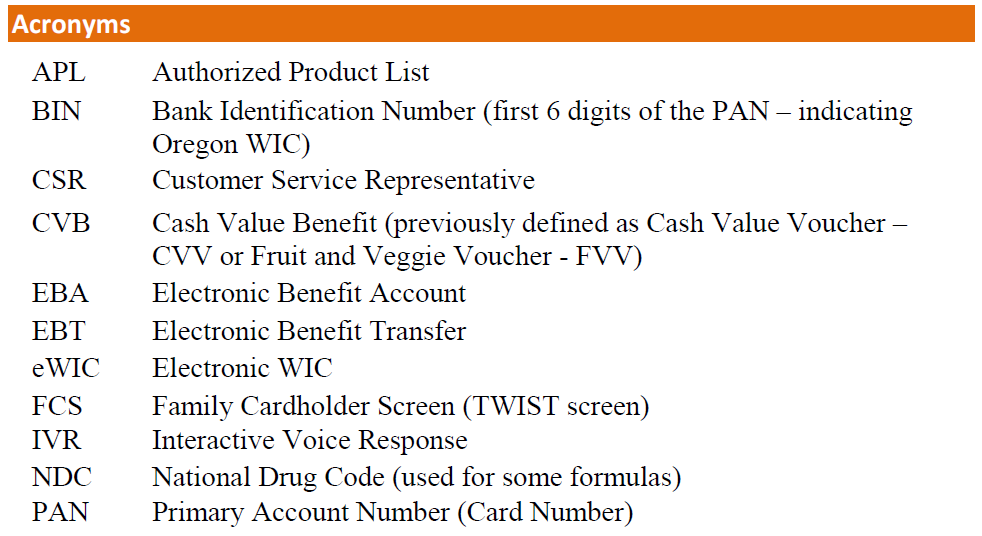 Acronyms
APL Authorized Product List
BIN Bank Identification Number (first 6 digits of the PAN – indicating
Oregon WIC)
CSR Customer Service Representative
CVB Cash Value Benefit (previously defined as Cash Value Voucher –
CVV or Fruit and Veggie Voucher - FVV)
EBA Electronic Benefit Account
EBT Electronic Benefit Transfer
eWIC Electronic WIC
FCS Family Cardholder Screen (TWIST screen)
IVR Interactive Voice Response
NDC National Drug Code (used for some formulas)
PAN Primary Account Number (Card Number)